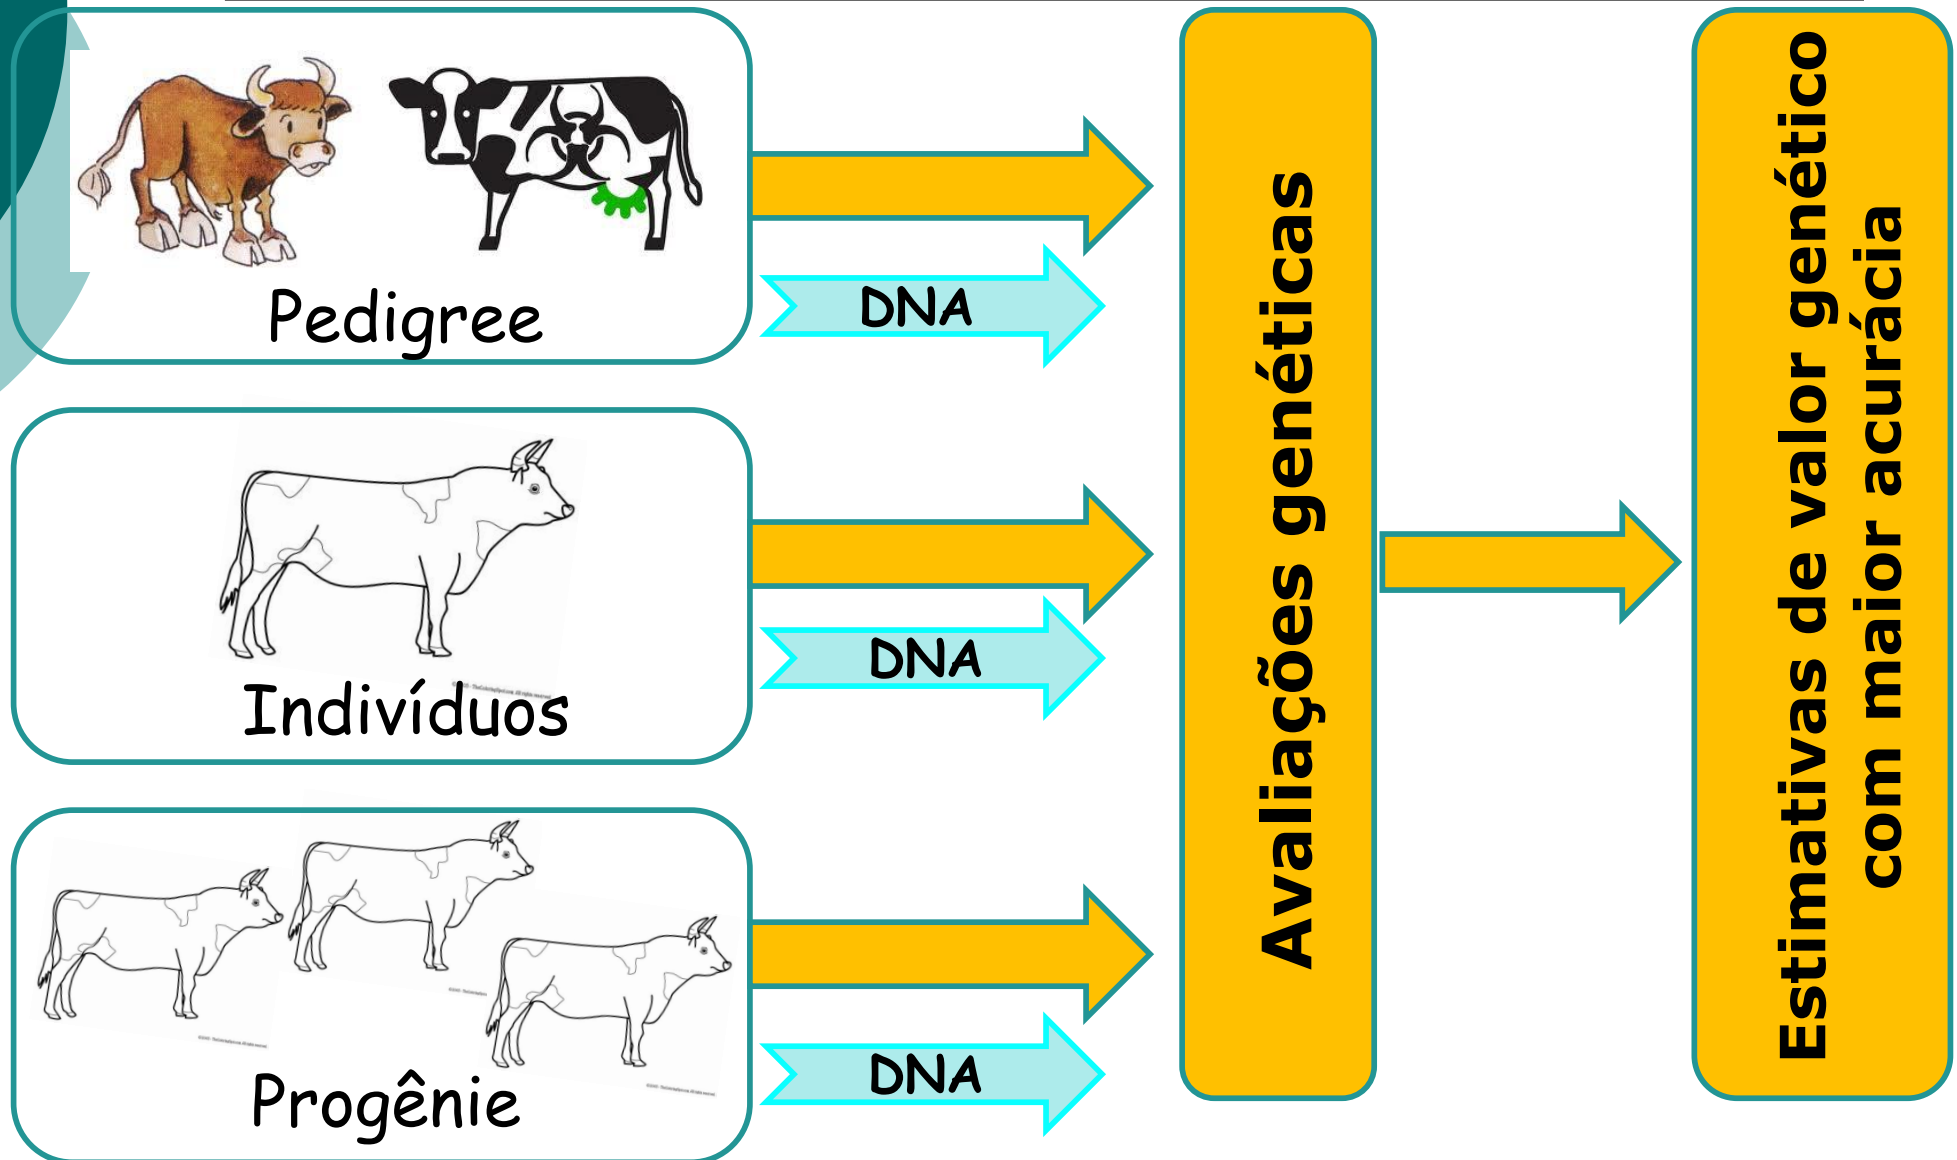 Pedigree
DNA
Indivíduos
DNA
Progênie
DNA
Avaliações genéticas
Estimativas de valor genético
com maior acurácia